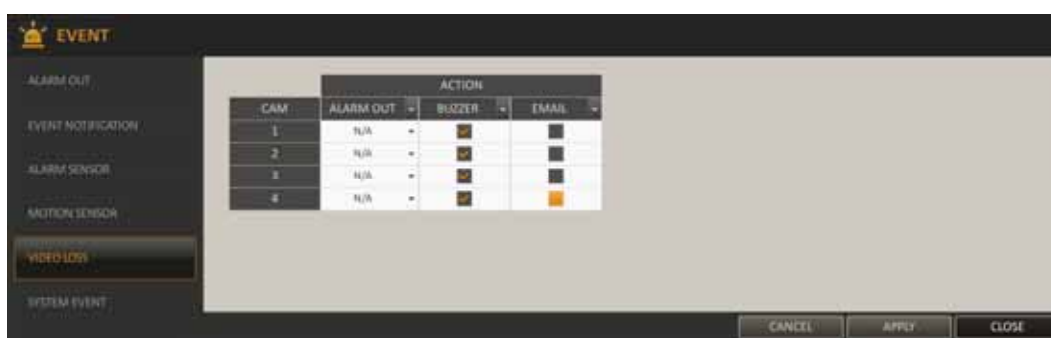 EVENT
ALARM OUT
EVENT NOTIFICATION
ALARM SENSOR
MOTION SENSOR
VIDEO LOSS
SYSTEM EVENT
ACTION
CAM ALARM OUT BUZZER EMAIL
1 N/A
2 N/A
3 N/A
4 N/A
CANCEL APPLY CLOSE